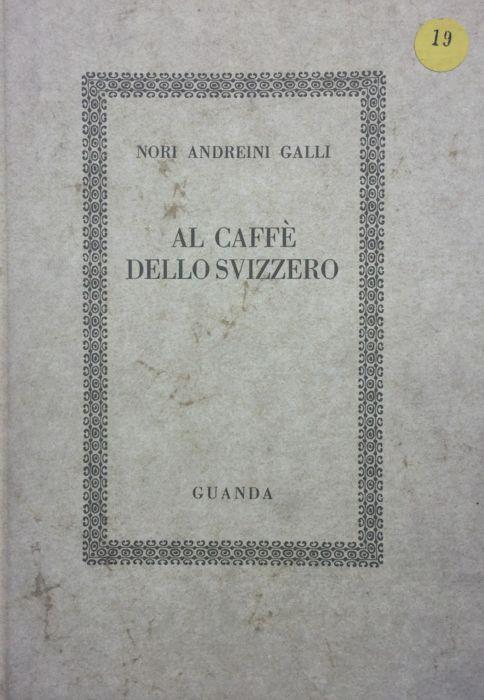 19
NORI ANDREINI GALLI
AL CAFFÈ
DELLO SVIZZERO
GUANDA